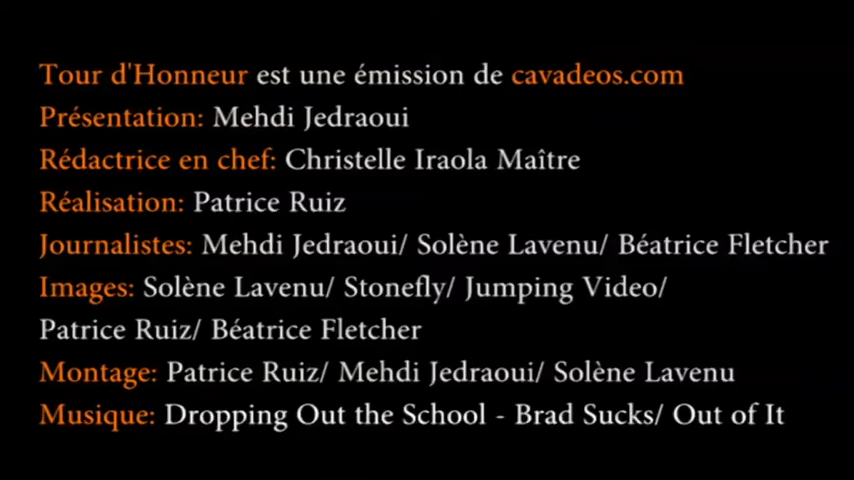 Tour d'Honneur est une émission de cavadeos.com
Présentation: Mehdi Jedraoui
Rédactrice en chef: Christelle Iraola Maître
Réalisation: Patrice Ruiz
Journalistes: Mehdi Jedraoui/ Solène Lavenu/ Béatrice Fletcher
Images: Solène Lavenu/ Stonefly/ Jumping Video/
Patrice Ruiz/ Béatrice Fletcher
Montage: Patrice Ruiz/ Mehdi Jedraoui/ Solène Lavenu
Musique: Dropping Out the School - Brad Sucks/ Out of It